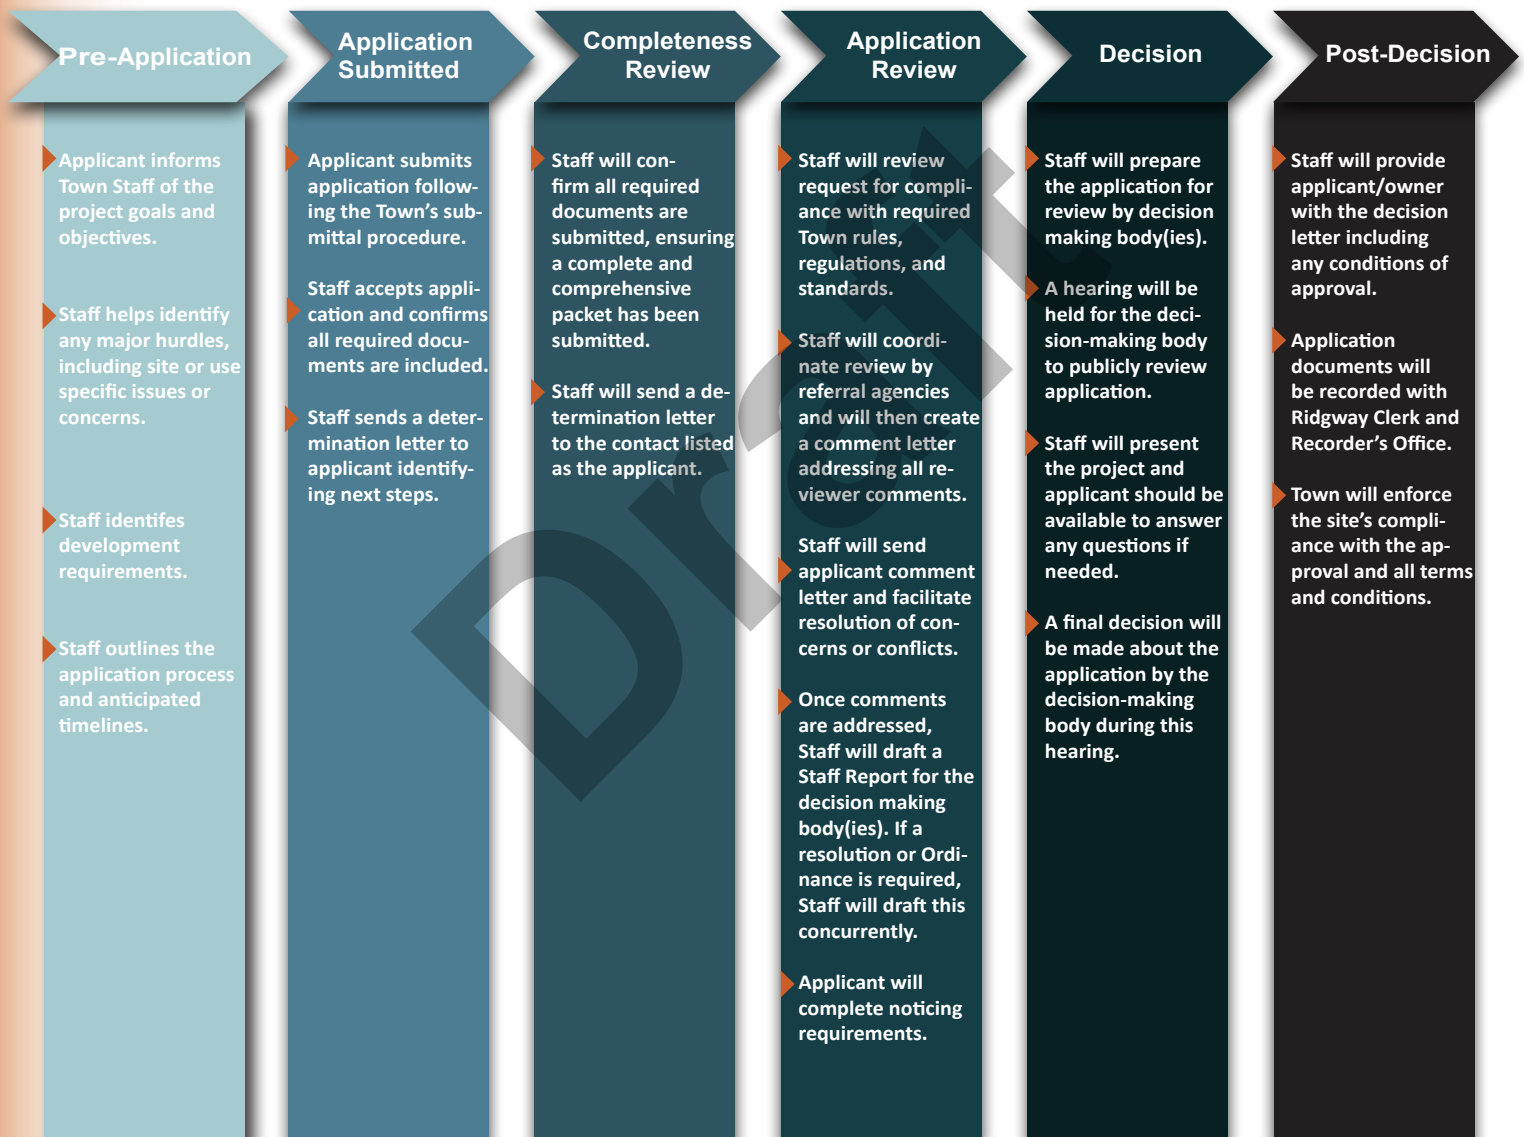 Pre-Application
Applicant informs
Town Staff of the
project goals and
objectives.
Staff helps identify
any major hurdles,
including site or use
specific issues or
concerns.
Staff identifes
development
requirements.
Staff outlines the
application process
and anticipated
timelines.
Application
Submitted
Applicant submits
application follow-
ing the Town's sub-
mittal procedure.
Staff accepts appli-
cation and confirms
all required docu-
ments are included.
Staff sends a deter-
mination letter to
applicant identify-
ing next steps.
Completeness
Review
Staff will con-
firm all required
documents are
submitted, ensuring
a complete and
comprehensive
packet has been
submitted.
Staff will send a de-
termination letter
to the contact listed
as the applicant.
Application
Review
Staff will review
request for compli-
ance with required
Town rules,
regulations, and
standards.
Staff will coordi-
nate review by
referral agencies
and will then create
a comment letter
addressing all re-
viewer comments.
Staff will send
applicant comment
letter and facilitate
resolution of con-
cerns or conflicts.
Once comments
are addressed,
Staff will draft a
Staff Report for the
decision making
body(ies). If a
resolution or Ordi-
nance is required,
Staff will draft this
concurrently.
Applicant will
complete noticing
requirements.
Decision
Staff will prepare
the application for
review by decision
making body(ies).
A hearing will be
held for the deci-
sion-making body
to publicly review
application.
Staff will present
the project and
applicant should be
available to answer
any questions if
needed.
A final decision will
be made about the
application by the
decision-making
body during this
hearing.
Post-Decision
Staff will provide
applicant/owner
with the decision
letter including
any conditions of
approval.
Application
documents will
be recorded with
Ridgway Clerk and
Recorder's Office.
Town will enforce
the site's compli-
ance with the ap-
proval and all terms
and conditions.
Draft